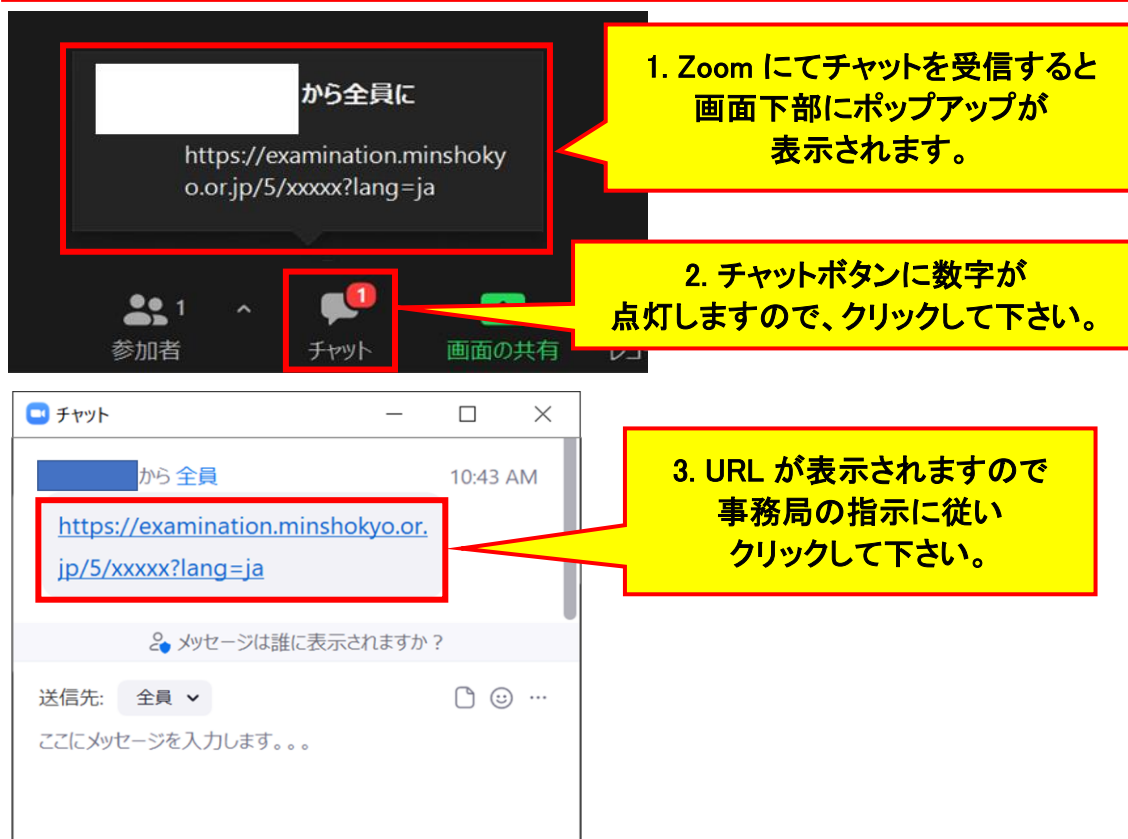 から全員に
https://examination.minshoky
o.or.jp/5/xxxxx?lang=ja
1. Zoom にてチャットを受信すると
画面下部にポップアップが
表示されます。
1
1
参加者
チャット
画面の共有
2. チャットボタンに数字が
点灯しますので、クリックして下さい。
チャット
から 全員
10:43 AM
https://examination.minshokyo.or.
jp/5/xxxxx?lang=ja
3. URL が表示されますので
事務局の指示に従い
クリックして下さい。
メッセージは誰に表示されますか？
送信先:
全員
ここにメッセージを入力します。。。